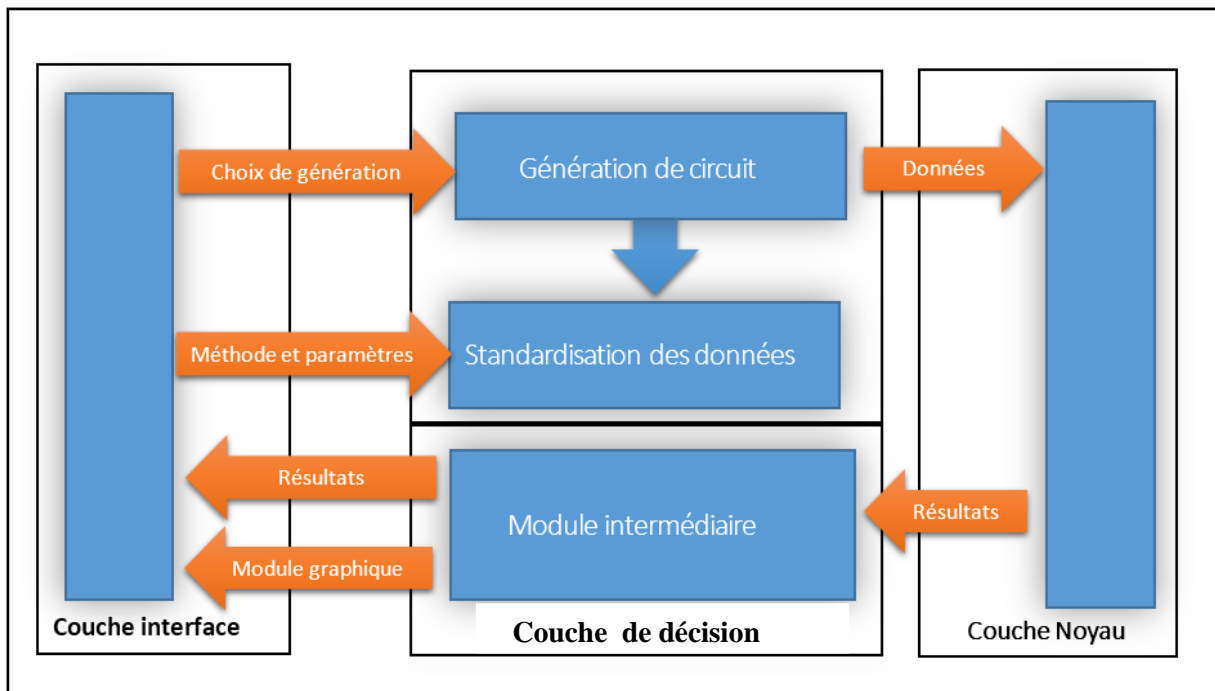 Choix de génération
Génération de circuit
Données
Méthode et paramètres
Standardisation des données
Résultats
Module intermédiaire
Résultats
Module graphique
Couche interface
Couche de décision
Couche Noyau